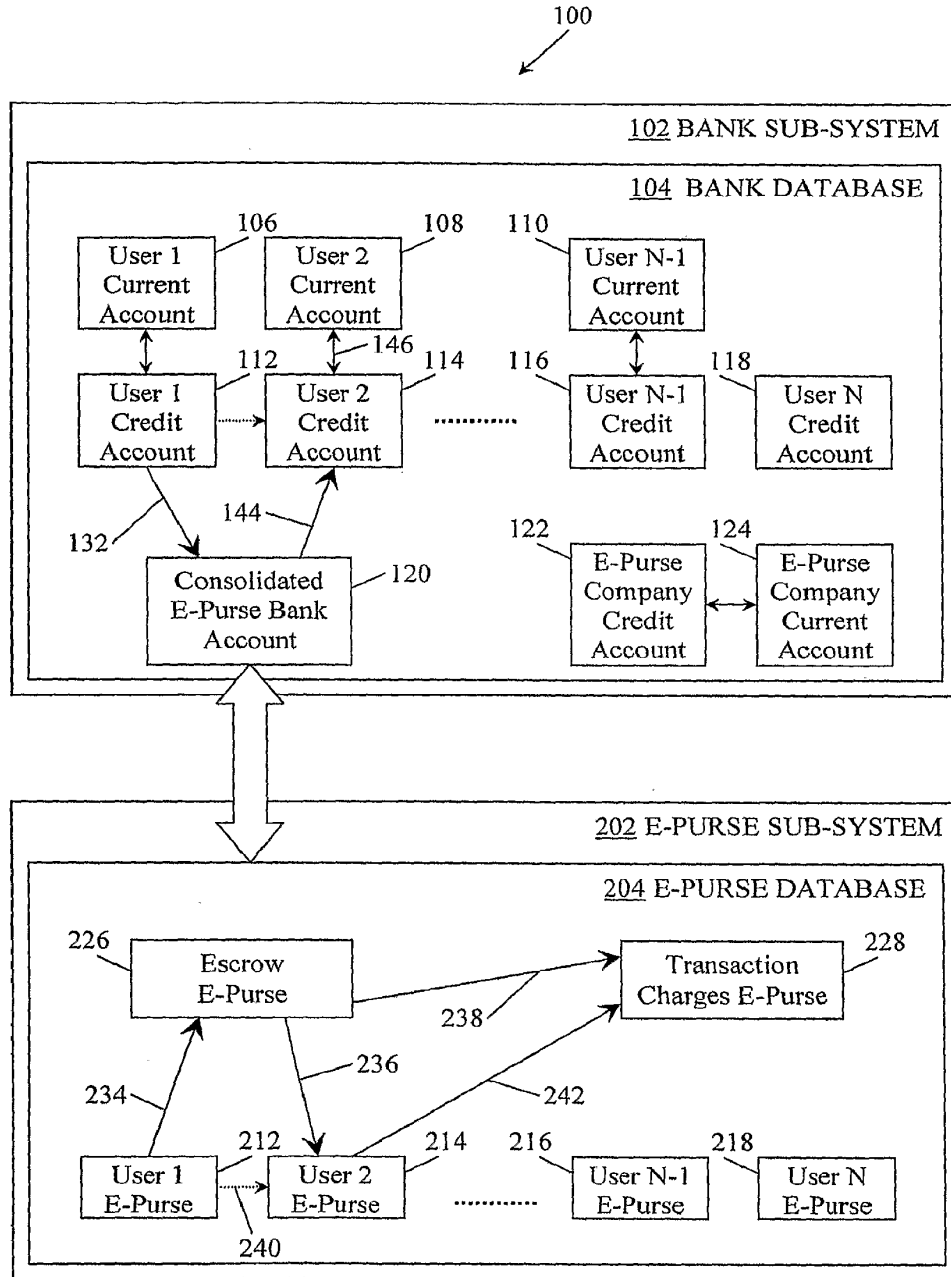 100
102 BANK SUB-SYSTEM
104 BANK DATABASE
106
108
110
User 1
Current
Account
User 2
Current
Account
User N-1
Current
Account
146
112
114
116
118
User 1
Credit
Account
User 2
Credit
Account
User N-1
Credit
Account
User N
Credit
Account
132
144
122
124
Consolidated
E-Purse Bank
Account
120
E-Purse
Company
Credit
Account
E-Purse
Company
Current
Account
202 E-PURSE SUB-SYSTEM
204 E-PURSE DATABASE
226
Escrow
E-Purse
Transaction
Charges E-Purse
228
238
236
234
242
212
214
216
218
User 1
E-Purse
User 2
E-Purse
User N-1
E-Purse
User N
E-Purse
240